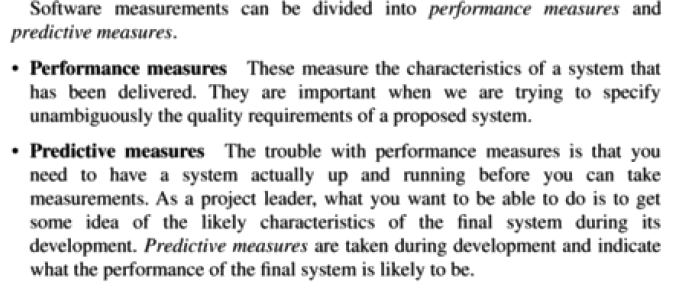 Software measurements can be divided into performance measures and
predictive measures.
• Performance measures These measure the characteristics of a system that
has been delivered. They are important when we are trying to specify
unambiguously the quality requirements of a proposed system.
• Predictive measures The trouble with performance measures is that you
need to have a system actually up and running before you can take
measurements. As a project leader, what you want to be able to do is to get
some idea of the likely characteristics of the final system during its
development. Predictive measures are taken during development and indicate
what the performance of the final system is likely to be.